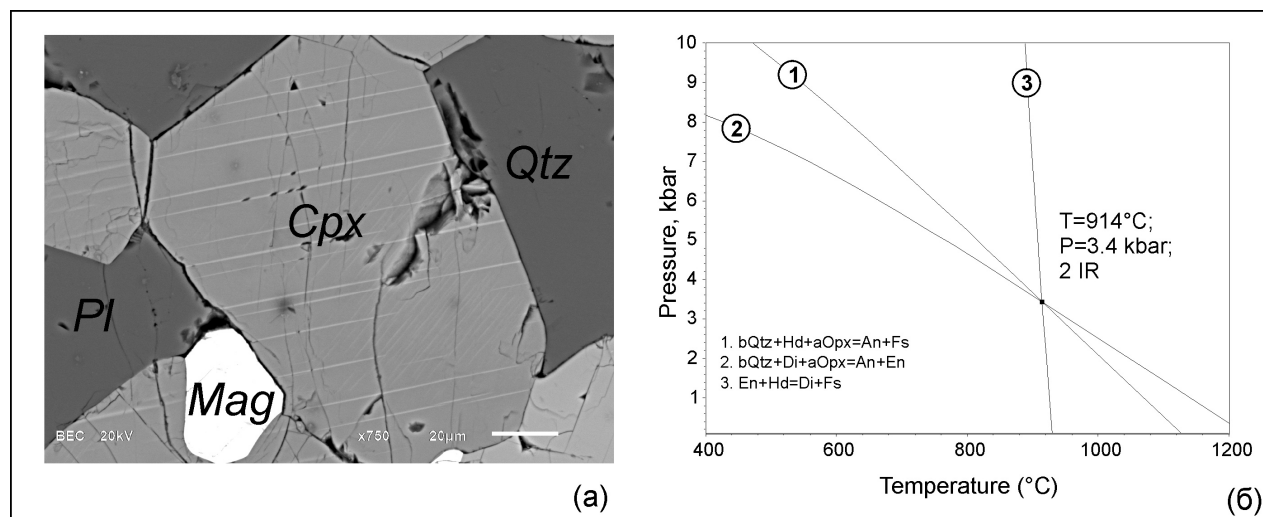 Qtz
Cpx
Pl
Mag
BEC 20kV x750 20µm
(а)
Pressure, kbar
10
9
8
7
6
5
4
3
2
1
1
2
3
T=914°C;
P=3.4 kbar;
2 IR
1. bQtz+Hd+aOpx=An+Fs
2. bQtz+Di+aOpx=An+En
3. En+Hd=Di+Fs
400 600 800 1000 1200
Temperature (°C)
(б)